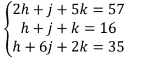 2h + j + 5k = 57
h + j + k = 16
h + 6j + 2k = 35